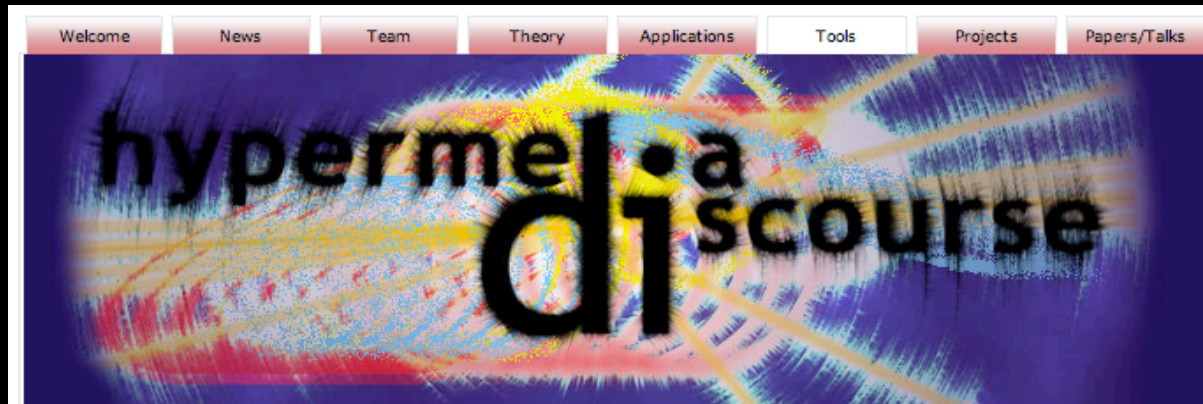 Welcome News Team Theory Applications Tools Projects Papers/Talks
hypermedia
discourse